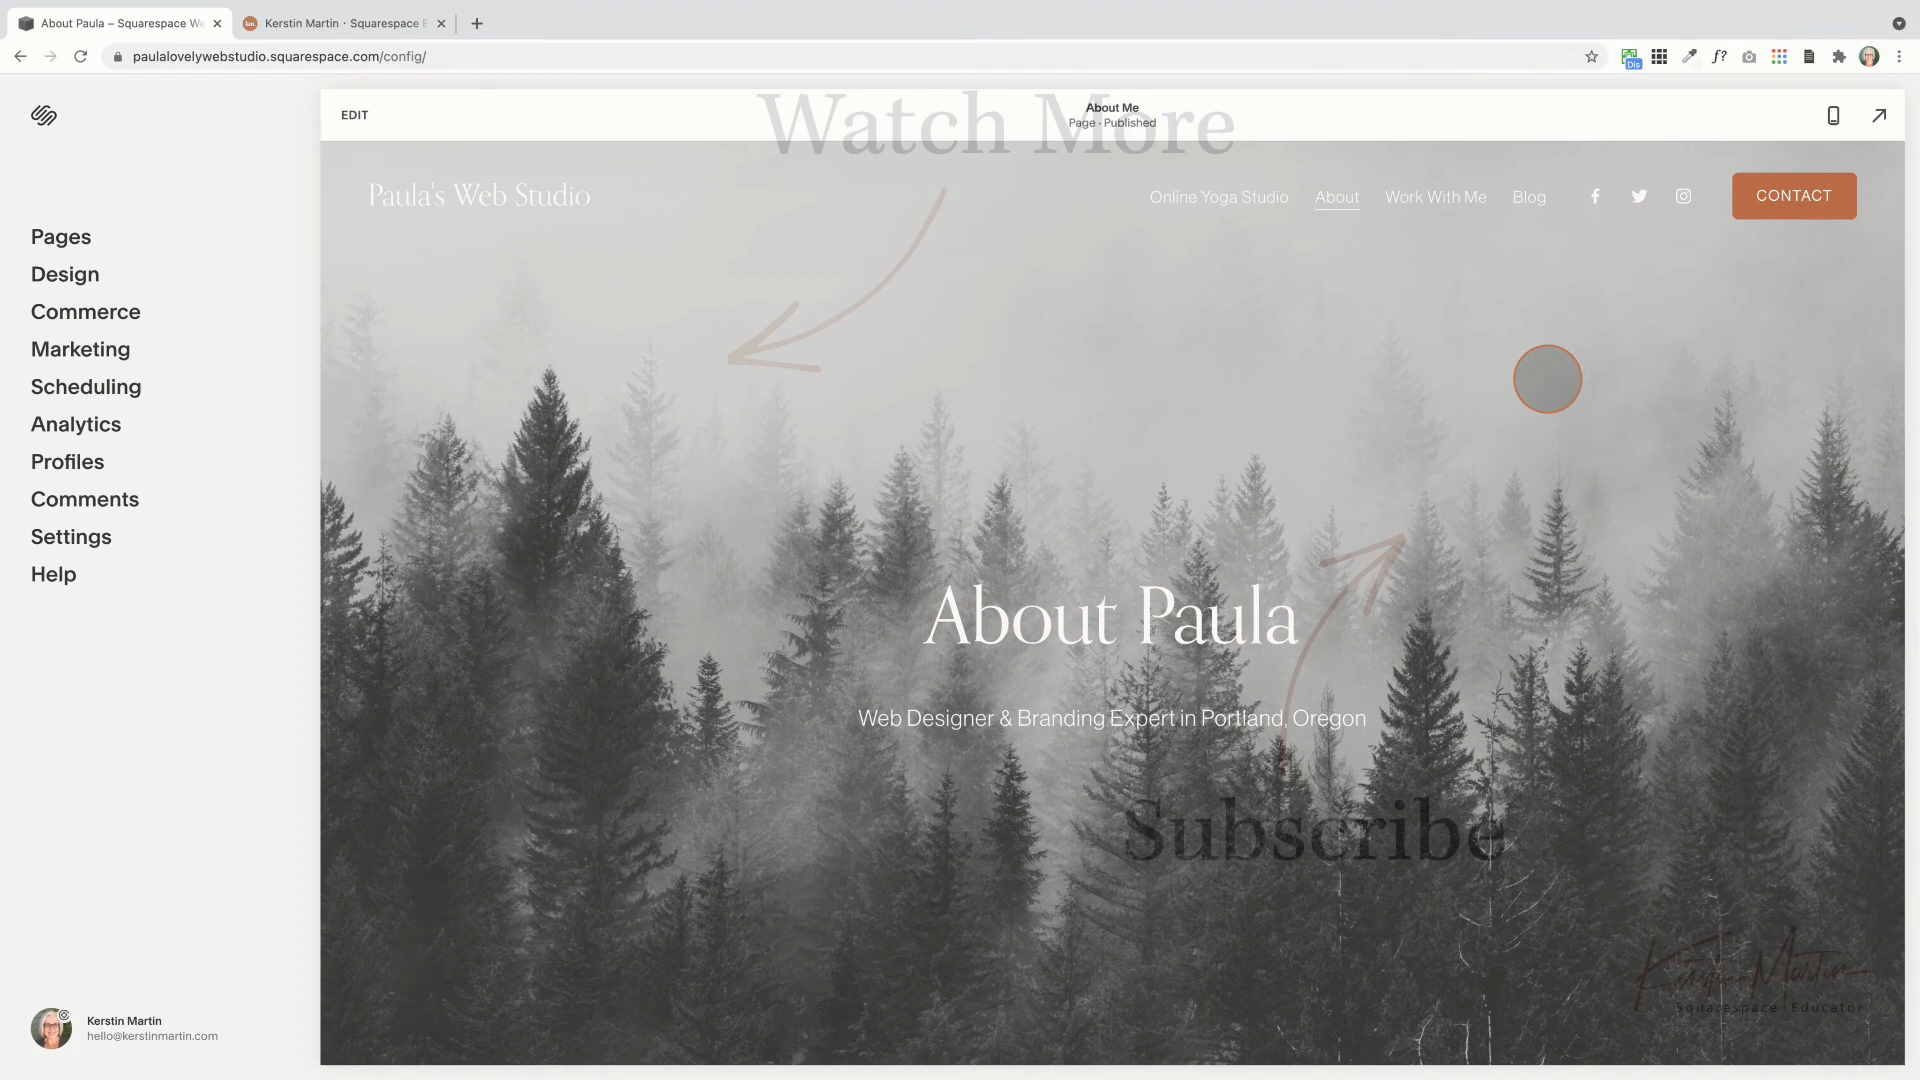 About Paula – Squarespace We
Kerstin Martin · Squarespace E
paulalovelywebstudio.squarespace.com/config/
Dis
f?
EDIT
About Me
Page · Published
Watch More
Paula's Web Studio
Online Yoga Studio
About
Work With Me
Blog
CONTACT
Pages
Design
Commerce
Marketing
Scheduling
Analytics
Profiles
Comments
Settings
Help
About Paula
Web Designer & Branding Expert in Portland, Oregon
Subscribe
Kerstin Martin
Squarespace Educator
Kerstin Martin
hello@kerstinmartin.com